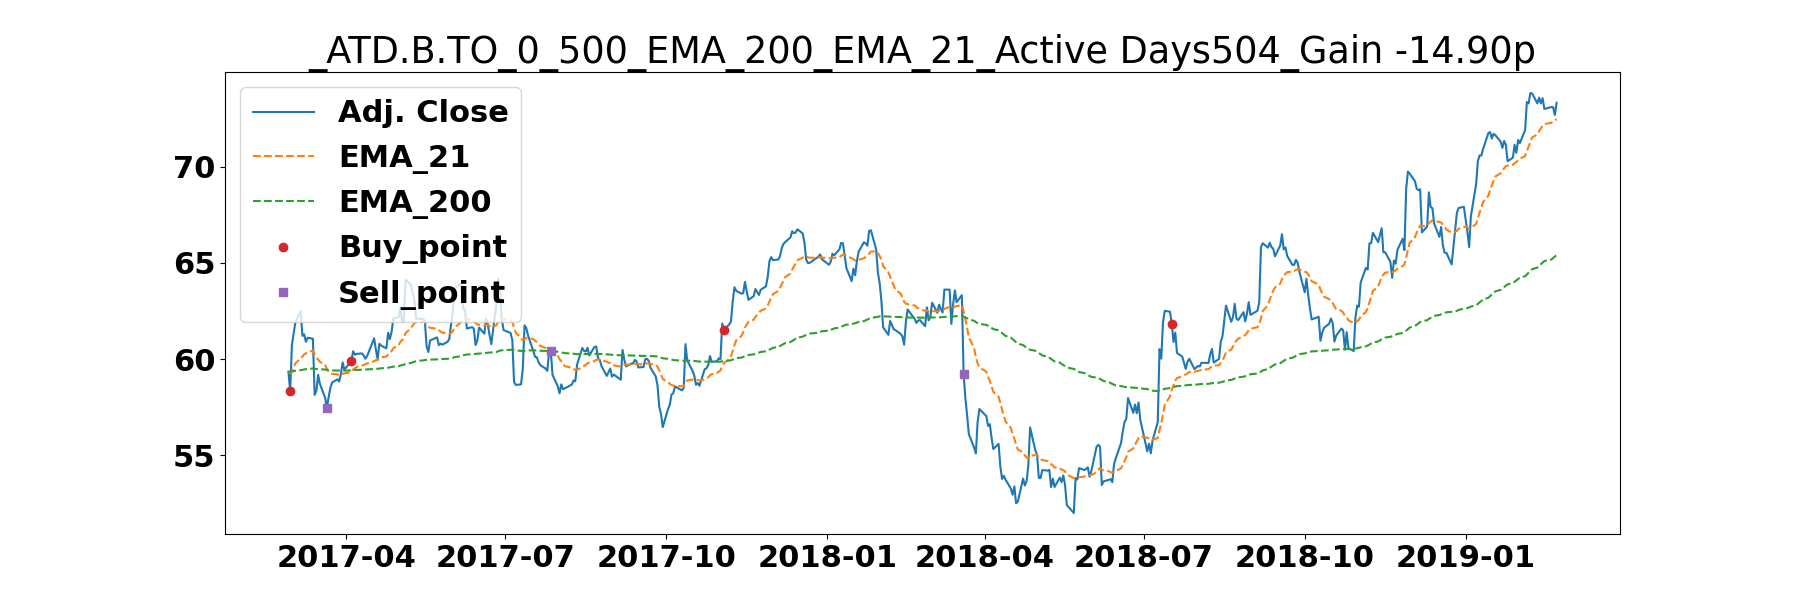 _ATD.B.TO_0_500_EMA_200_EMA_21_Active Days504_Gain -14.90p
Adj. Close
EMA_21
EMA_200
Buy_point
Sell_point
70
65
60
55
2017-04 2017-07 2017-10 2018-01 2018-04 2018-07 2018-10 2019-01